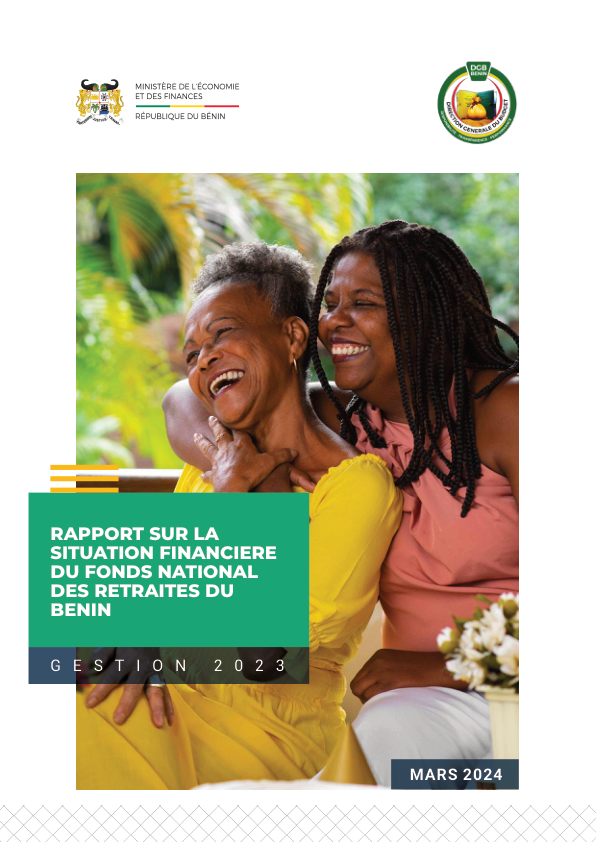 MINISTÈRE DE L'ÉCONOMIE
ET DES FINANCES
RÉPUBLIQUE DU BÉNIN
DGB
BENIN
DIRECTION GENERALE DU BUDGET
RAPPORT SUR LA
SITUATION FINANCIERE
DU FONDS NATIONAL
DES RETRAITES DU
BENIN
GESTION 2023
MARS 2024